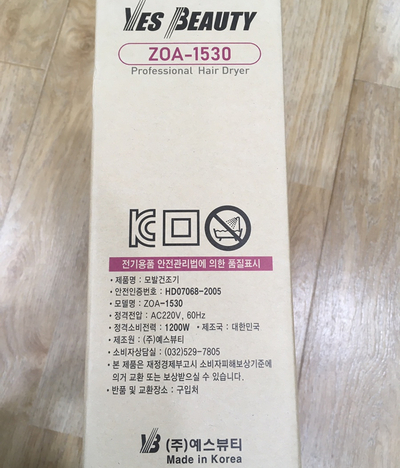 YES BEAUTY
ZOA-1530
Professional Hair Dryer
전기용품 안전관리법에 의한 품질표시
• 제품명 : 모발건조기
• 안전인증번호 : HD07068-2005
• 모델명 : ZOA-1530
• 정격전압 : AC220V, 60Hz
• 정격소비전력 : 1200W • 제조국 : 대한민국
• 제조원 : (주)예스뷰티
• 소비자상담실 : (032)529-7805
• 본 제품은 재정경제부고시 소비자피해보상기준에
의거 교환 또는 보상받으실 수 있습니다.
• 반품 및 교환장소 : 구입처
(주)예스뷰티
Made in Korea